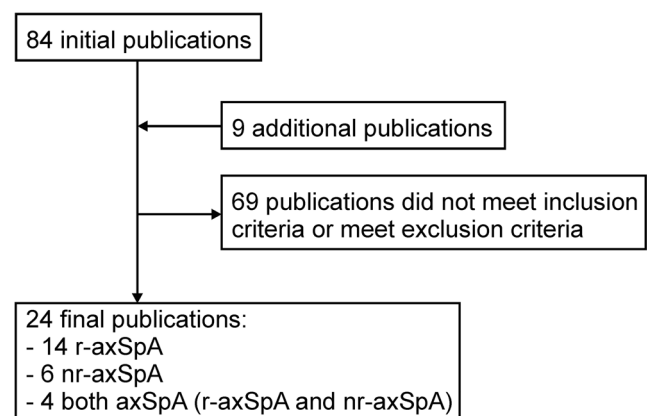 84 initial publications
9 additional publications
69 publications did not meet inclusion
criteria or meet exclusion criteria
24 final publications:
- 14 r-axSpA
- 6 nr-axSpA
- 4 both axSpA (r-axSpA and nr-axSpA)